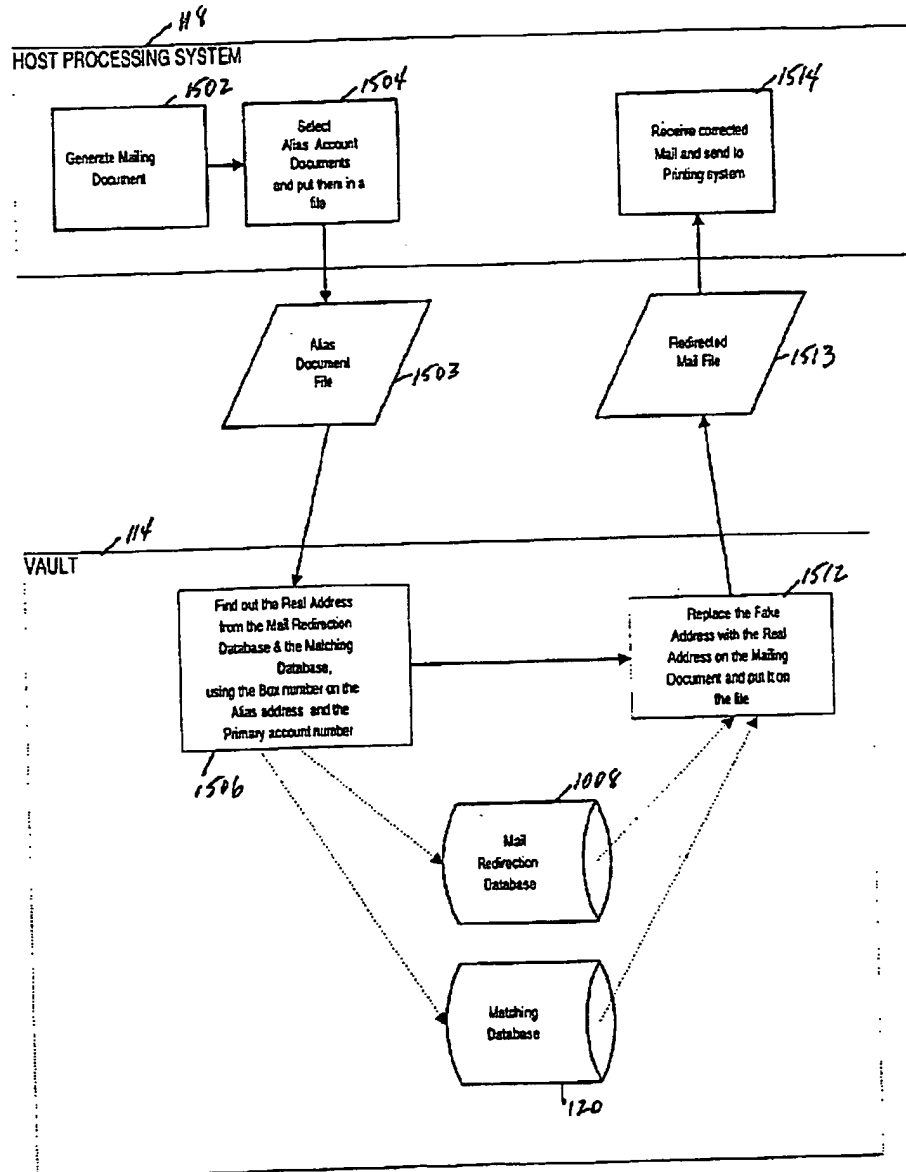 118
HOST PROCESSING SYSTEM
1502
Generate Mailing
Document
1504
Select
Alias Account
Documents
and put them in a
file
1514
Receive corrected
Mail and send to
Printing system
Alias
Document
File
1503
Redirected
Mail File
1513
114
VAULT
Find out the Real Address
from the Mail Redirection
Database & the Matching
Database,
using the Box number on the
Alias address and the
Primary account number
1506
1512
Replace the Fake
Address with the Real
Address on the Mailing
Document and put it on
the file
1008
Mail
Redirection
Database
Matching
Database
120